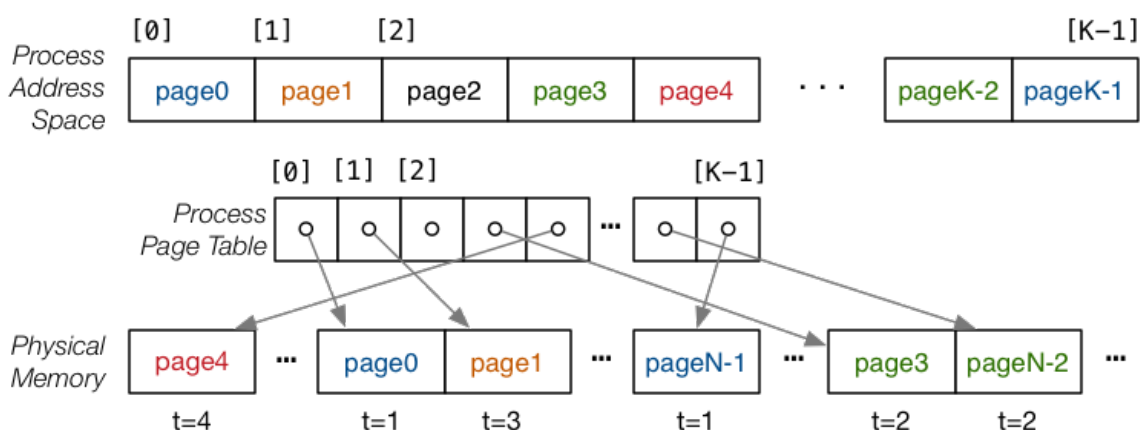 [0] [1] [2] [K-1]
Process
Address
Space
page0 page1 page2 page3 page4 · · · pageK-2 pageK-1
[0] [1] [2] [K-1]
Process
Page Table
...
Physical
Memory
page4 ... page0 page1 ... pageN-1 ... page3 pageN-2 ...
t=4 t=1 t=3 t=1 t=2 t=2